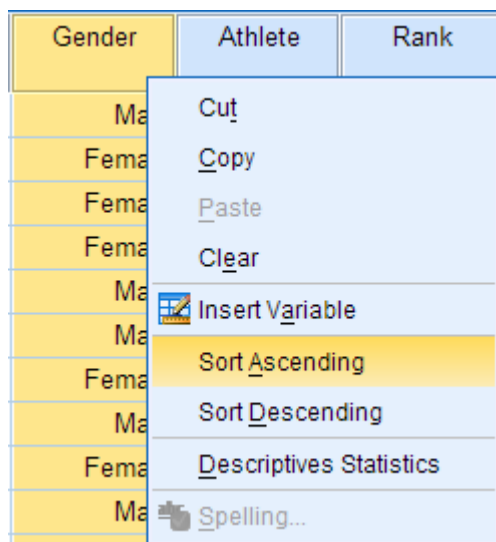 Gender Athlete Rank
Ma
Fema
Fema
Fema
Ma
Ma
Fema
Ma
Fema
Ma
Cut
Copy
Paste
Clear
Insert Variable
Sort Ascending
Sort Descending
Descriptives Statistics
Spelling...